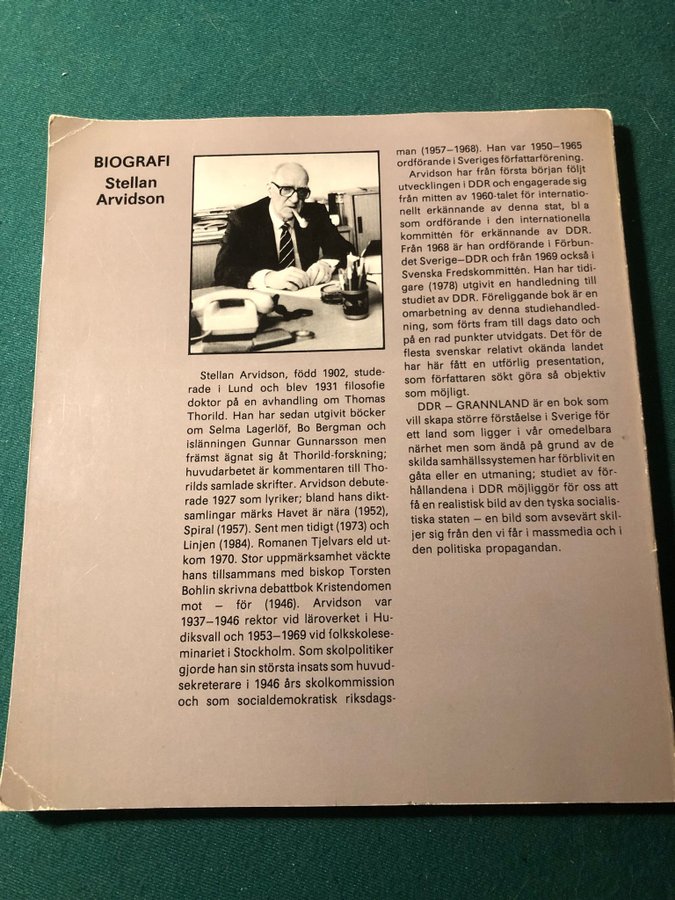 BIOGRAFI
Stellan
Arvidson
Stellan Arvidson, född 1902, stude-
rade i Lund och blev 1931 filosofie
doktor på en avhandling om Thomas
Thorild. Han har sedan utgivit böcker
om Selma Lagerlöf, Bo Bergman och
islänningen Gunnar Gunnarsson men
främst ägnat sig åt Thorild-forskning;
huvudarbetet är kommentaren till Tho-
rilds samlade skrifter. Arvidson debute-
rade 1927 som lyriker; bland hans dikt-
samlingar märks Havet är nära (1952),
Spiral (1957). Sent men tidigt (1973) och
Linjen (1984). Romanen Tjelvars eld ut-
kom 1970. Stor uppmärksamhet väckte
hans tillsammans med biskop Torsten
Bohlin skrivna debattbok Kristendomen
mot – för (1946). Arvidson var
1937–1946 rektor vid läroverket i Hu-
diksvall och 1953–1969 vid folkskolese-
minariet i Stockholm. Som skolpolitiker
gjorde han sin största insats som huvud-
sekreterare i 1946 års skolkommission
och som socialdemokratisk riksdags-
man (1957–1968). Han var 1950–1965
ordförande i Sveriges författarförening.
Arvidson har från första början följt
utvecklingen i DDR och engagerade sig
från mitten av 1960-talet för internatio-
nellt erkännande av denna stat, bl a
som ordförande i den internationella
kommittén för erkännande av DDR.
Från 1968 är han ordförande i Förbun-
det Sverige–DDR och från 1969 också i
Svenska Fredskommittén. Han har tidi-
gare (1978) utgivit en handledning till
studiet av DDR. Föreliggande bok är en
omarbetning av denna studiehandled-
ning, som förts fram till dags dato och
på en rad punkter utvidgats. Det för de
flesta svenskar relativt okända landet
har här fått en utförlig presentation,
som författaren sökt göra så objektiv
som möjligt.
DDR – GRANNLAND är en bok som
vill skapa större förståelse i Sverige för
ett land som ligger i vår omedelbara
närhet men som ändå på grund av de
skilda samhällssystemen har förblivit en
gåta eller en utmaning; studiet av för-
hållandena i DDR möjliggör för oss att
få en realistisk bild av den tyska socialis-
tiska staten – en bild som avsevärt skil-
jer sig från den vi får i massmedia och i
den politiska propagandan.